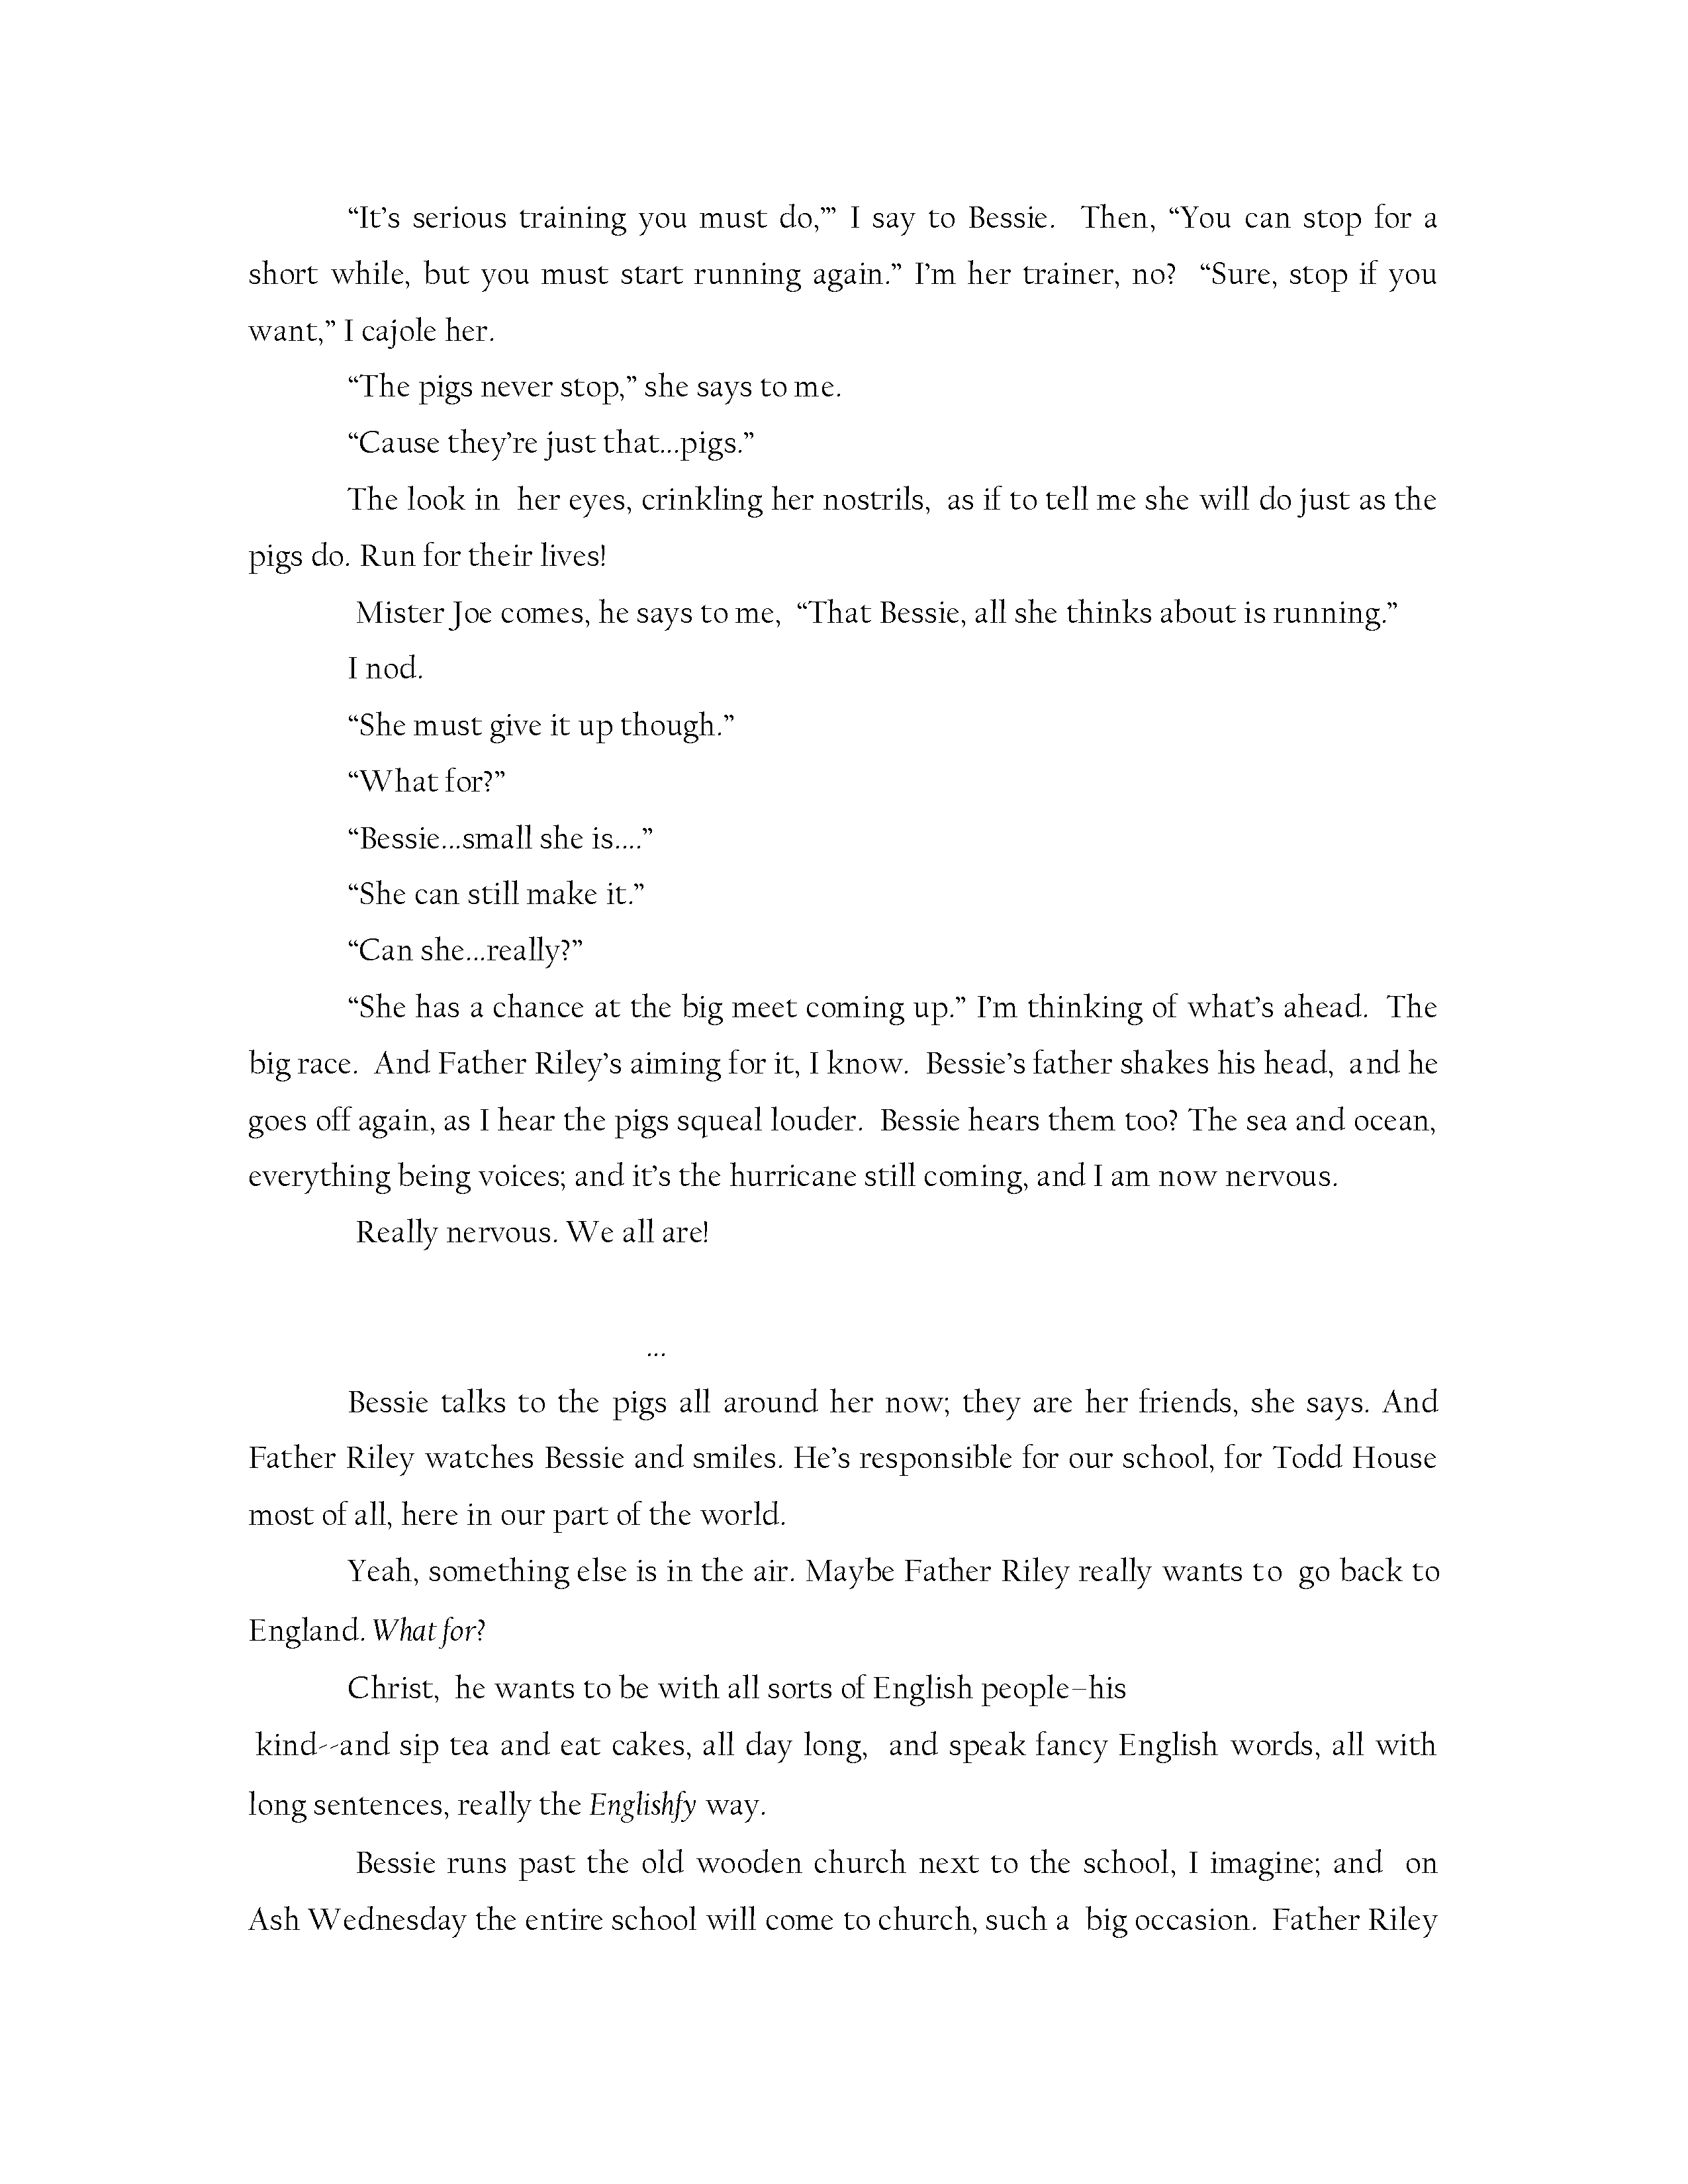 “It’s serious training you must do,’” I say to Bessie.  Then, “You can stop for a
short while, but you must start running again.” I’m her trainer, no?  “Sure, stop if you
want,” I cajole her.
“The pigs never stop,” she says to me.
“Cause they’re just that...pigs.”
The look in  her eyes, crinkling her nostrils,  as if to tell me she will do just as the
pigs do. Run for their lives!
Mister Joe comes, he says to me,  “That Bessie, all she thinks about is running.”
I nod.
“She must give it up though.”
“What for?”
“Bessie...small she is....”
“She can still make it.”
“Can she...really?”
“She has a chance at the big meet coming up.” I’m thinking of what’s ahead.  The
big race.  And Father Riley’s aiming for it, I know.  Bessie’s father shakes his head,  and he
goes off again, as I hear the pigs squeal louder.  Bessie hears them too? The sea and ocean,
everything being voices; and it’s the hurricane still coming, and I am now nervous.
Really nervous. We all are!
...
Bessie talks to the pigs all around her now; they are her friends, she says. And
Father Riley watches Bessie and smiles. He’s responsible for our school, for Todd House
most of all, here in our part of the world.
Yeah, something else is in the air. Maybe Father Riley really wants to  go back to
England. What for?
Christ,  he wants to be with all sorts of English people–his
kind--and sip tea and eat cakes, all day long,  and speak fancy English words, all with
long sentences, really the Englishfy way.
Bessie runs past the old wooden church next to the school, I imagine; and  on
Ash Wednesday the entire school will come to church, such a  big occasion.  Father Riley